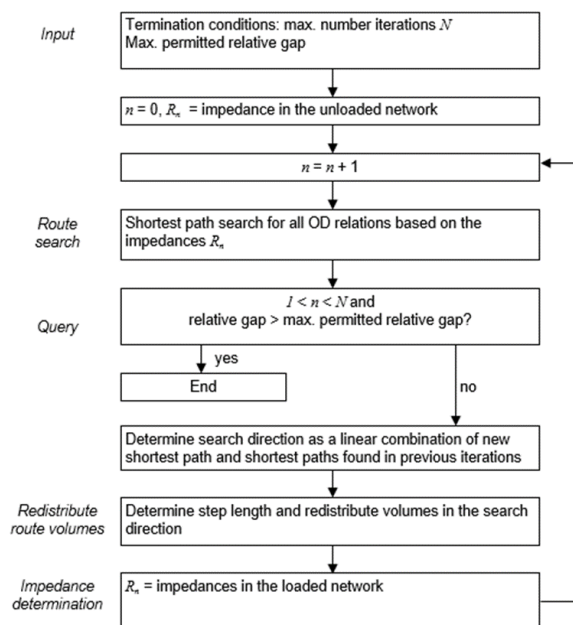 Input
Termination conditions: max. number iterations N
Max. permitted relative gap
n = 0, Rn = impedance in the unloaded network
n = n + 1
Route
search
Shortest path search for all OD relations based on the
impedances Rn
Query
1 < n < N and
relative gap > max. permitted relative gap?
yes
no
End
Determine search direction as a linear combination of new
shortest path and shortest paths found in previous iterations
Redistribute
route volumes
Determine step length and redistribute volumes in the search
direction
Impedance
determination
Rn = impedances in the loaded network